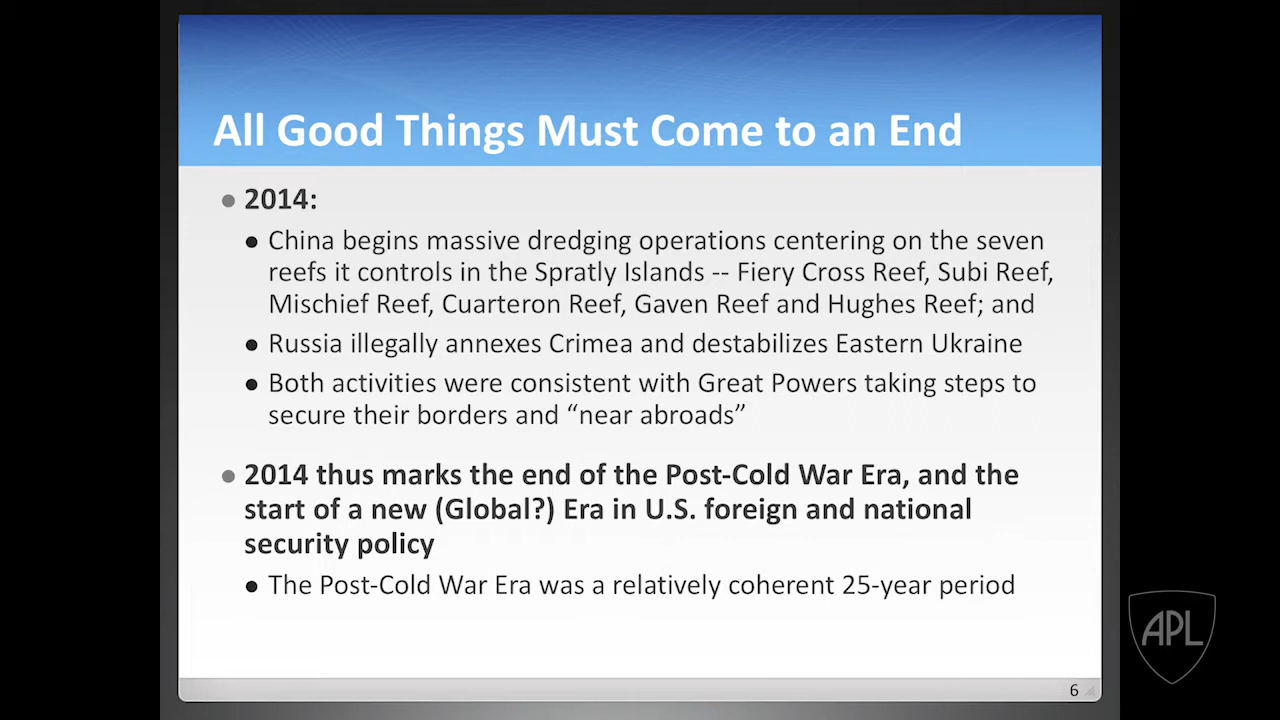 All Good Things Must Come to an End
2014:
China begins massive dredging operations centering on the seven
reefs it controls in the Spratly Islands -- Fiery Cross Reef, Subi Reef,
Mischief Reef, Cuarteron Reef, Gaven Reef and Hughes Reef; and
Russia illegally annexes Crimea and destabilizes Eastern Ukraine
Both activities were consistent with Great Powers taking steps to
secure their borders and “near abroads”
2014 thus marks the end of the Post-Cold War Era, and the
start of a new (Global?) Era in U.S. foreign and national
security policy
The Post-Cold War Era was a relatively coherent 25-year period
6
APL